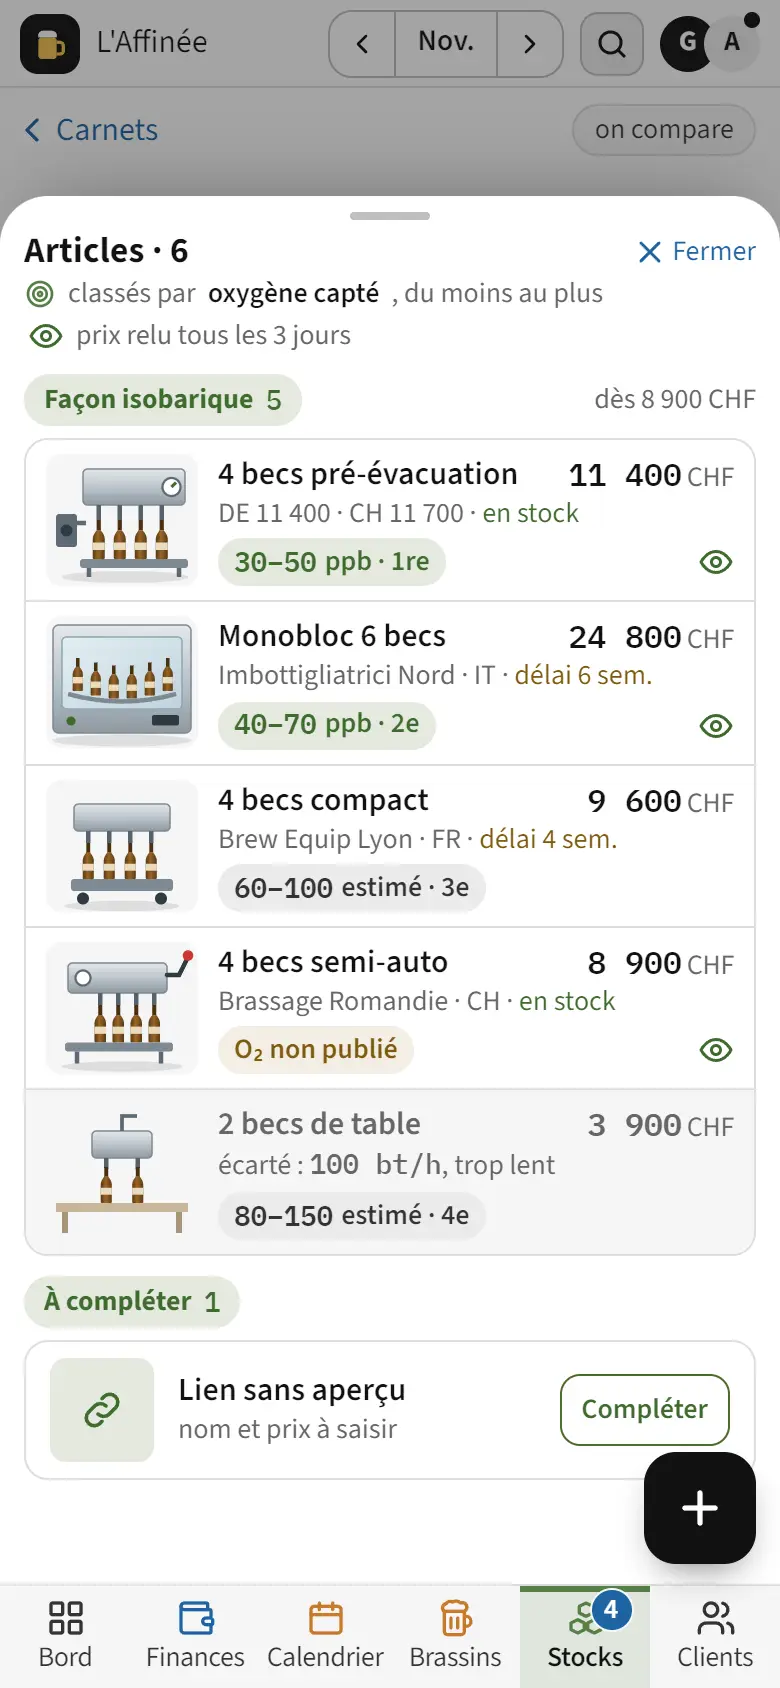 L'Affinée
Nov.
G
A
Carnets
on compare
Articles · 6
Fermer
classés par oxygène capté , du moins au plus
prix relu tous les 3 jours
Façon isobarique 5
dès 8 900 CHF
4 becs pré-évacuation 11 400 CHF
DE 11 400 · CH 11 700 · en stock
30–50 ppb · 1re
Monobloc 6 becs 24 800 CHF
Imbottigliatrici Nord · IT · délai 6 sem.
40–70 ppb · 2e
4 becs compact 9 600 CHF
Brew Equip Lyon · FR · délai 4 sem.
60–100 estimé · 3e
4 becs semi-auto 8 900 CHF
Brassage Romandie · CH · en stock
O₂ non publié
2 becs de table 3 900 CHF
écarté : 100 bt/h, trop lent
80–150 estimé · 4e
À compléter 1
Lien sans aperçu
nom et prix à saisir
Compléter
4
Bord Finances Calendrier Brassins Stocks Clients